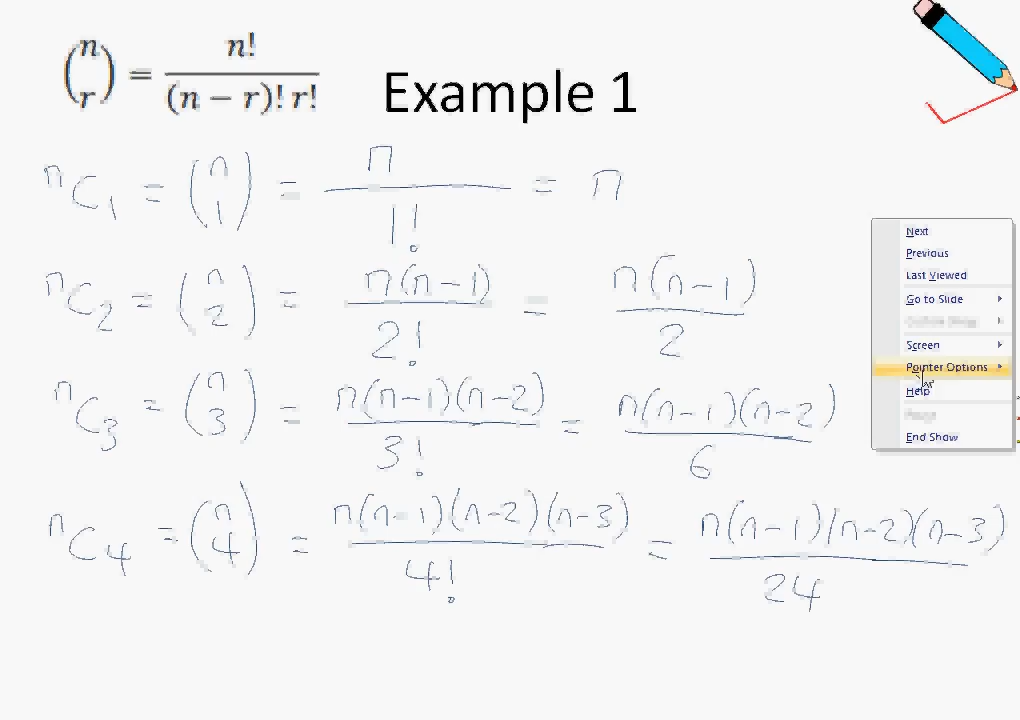 (n r) = n! / (n − r)! r!
Example 1
nC1 = (n 1) = n / 1! = n
nC2 = (n 2) = n(n-1) / 2! = n(n-1) / 2
nC3 = (n 3) = n(n-1)(n-2) / 3! = n(n-1)(n-2) / 6
nC4 = (n 4) = n(n-1)(n-2)(n-3) / 4! = n(n-1)(n-2)(n-3) / 24
Next
Previous
Last Viewed
Go to Slide
Screen
Pointer Options
Help
End Show